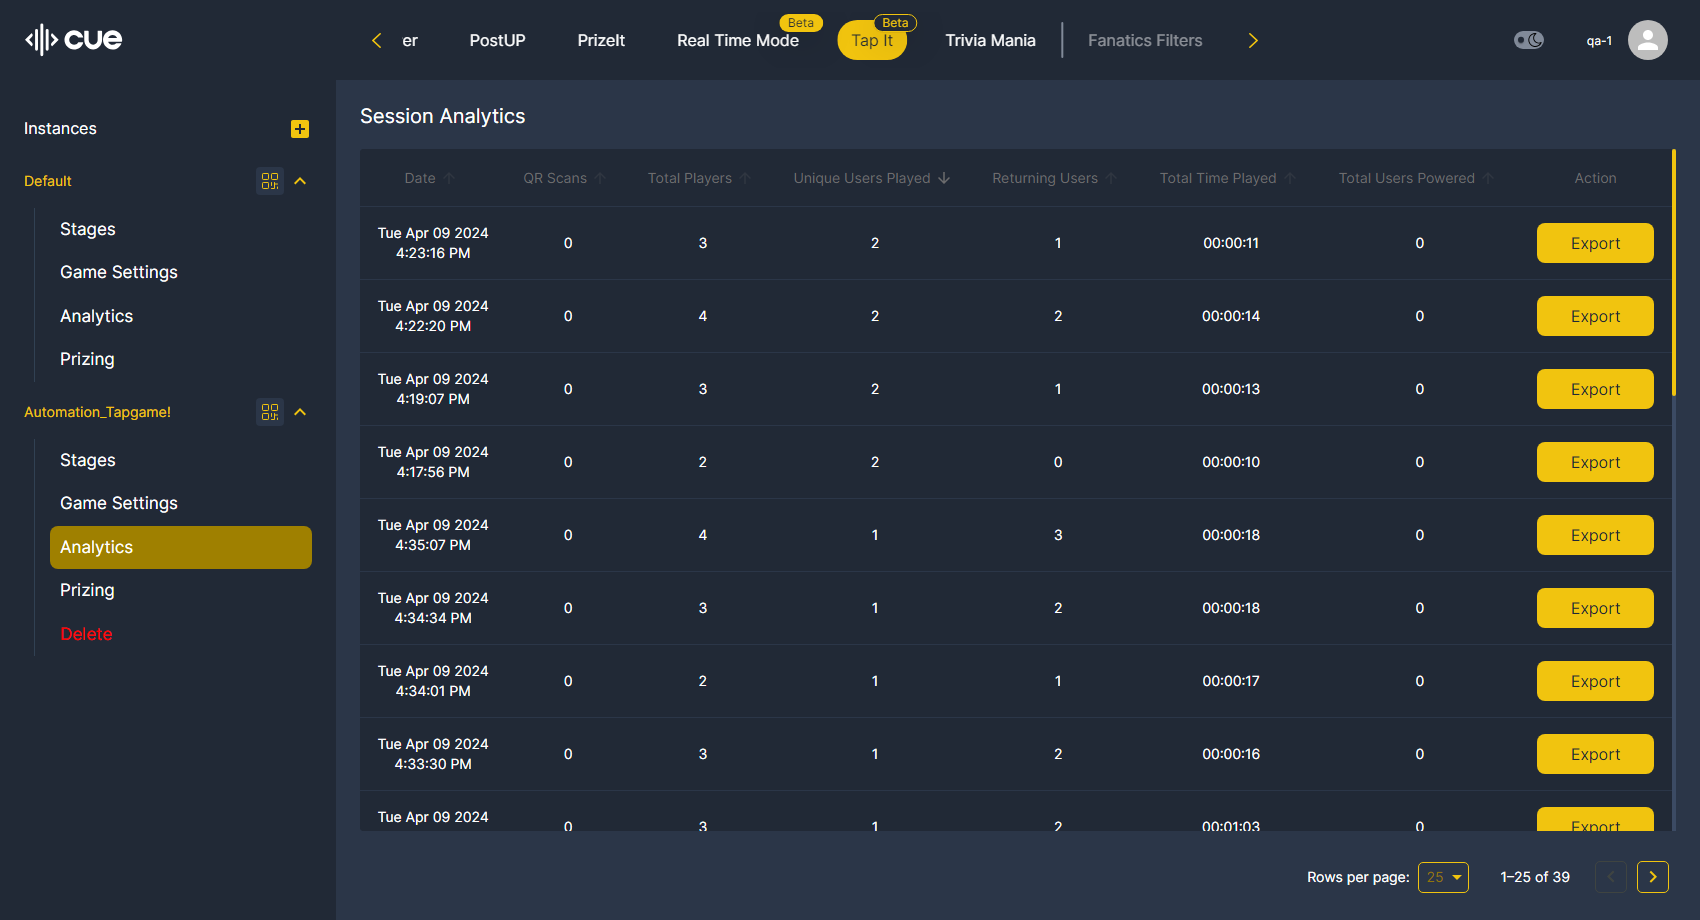 cue
er
PostUP
PrizeIt
Real Time Mode
Beta
Tap It
Beta
Trivia Mania
Fanatics Filters
qa-1
Instances
Default
Stages
Game Settings
Analytics
Prizing
Automation_Tapgame!
Stages
Game Settings
Analytics
Prizing
Delete
Session Analytics
Date QR Scans Total Players Unique Users Played Returning Users Total Time Played Total Users Powered Action
Tue Apr 09 2024
4:23:16 PM 0 3 2 1 00:00:11 0 Export
Tue Apr 09 2024
4:22:20 PM 0 4 2 2 00:00:14 0 Export
Tue Apr 09 2024
4:19:07 PM 0 3 2 1 00:00:13 0 Export
Tue Apr 09 2024
4:17:56 PM 0 2 2 0 00:00:10 0 Export
Tue Apr 09 2024
4:35:07 PM 0 4 1 3 00:00:18 0 Export
Tue Apr 09 2024
4:34:34 PM 0 3 1 2 00:00:18 0 Export
Tue Apr 09 2024
4:34:01 PM 0 2 1 1 00:00:17 0 Export
Tue Apr 09 2024
4:33:30 PM 0 3 1 2 00:00:16 0 Export
Tue Apr 09 2024
0 3 1 2 00:01:03 0 Export
Rows per page: 25 1–25 of 39